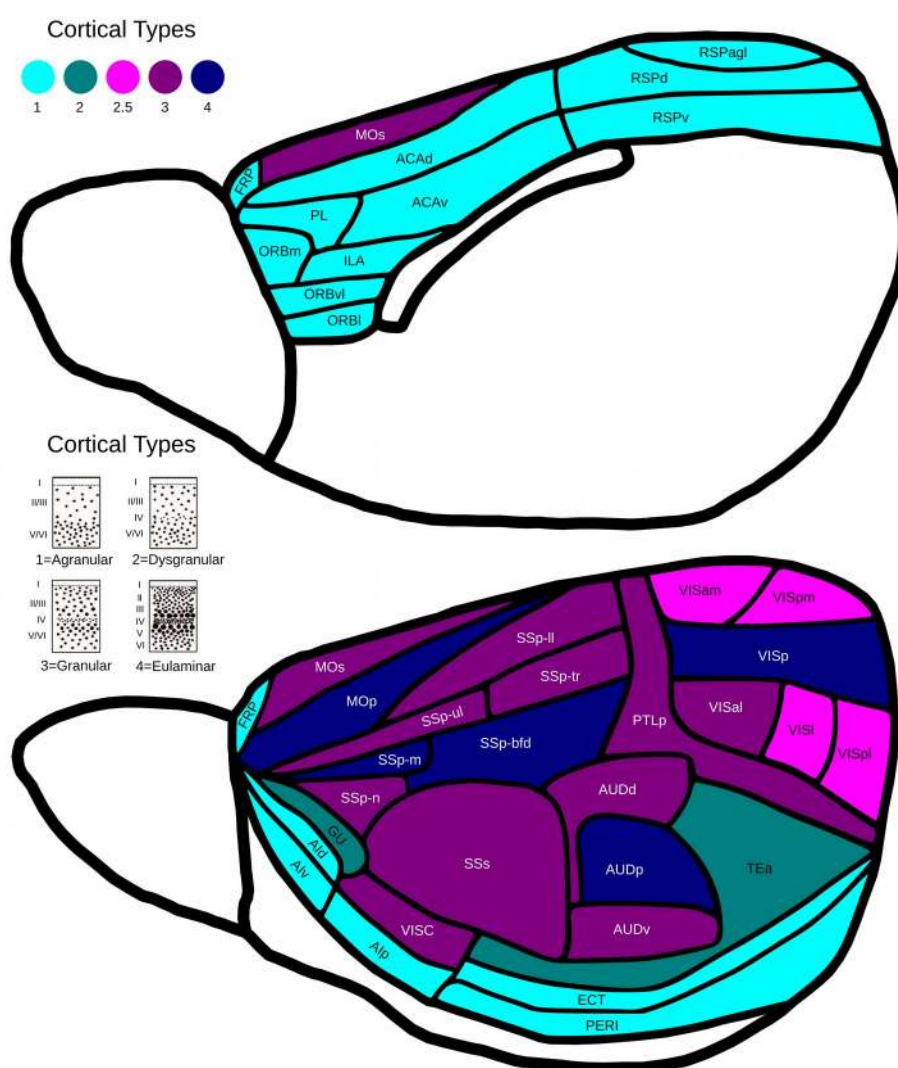 Cortical Types
1 2 2.5 3 4
RSPagl
RSPd
RSPv
MOs
ACAd
FRP
ACAv
PL
ORBm
ILA
ORBvl
ORBl
Cortical Types
I
II/III
V/VI
1=Agranular
I
II/III
IV
V/VI
2=Dysgranular
I
II/III
IV
V/VI
3=Granular
I
II
III
IV
V
VI
4=Eulaminar
VISam
VISpm
SSp-ll
VISp
MOs
SSp-tr
MOp
FRP
SSp-ul
PTLp
VISal
VISl
SSp-bfd
VISpl
SSp-m
SSp-n
AUDd
GU
AId
SSs
AIv
AUDp
TEa
VISC
AUDv
AIp
ECT
PERI